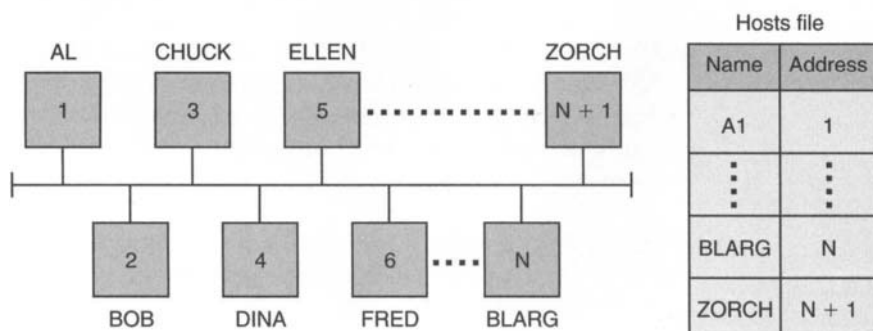 Hosts file
AL CHUCK ELLEN ZORCH
Name Address
1 3 5 N + 1
A1 1
2 4 6 N
BLARG N
BOB DINA FRED BLARG
ZORCH N + 1